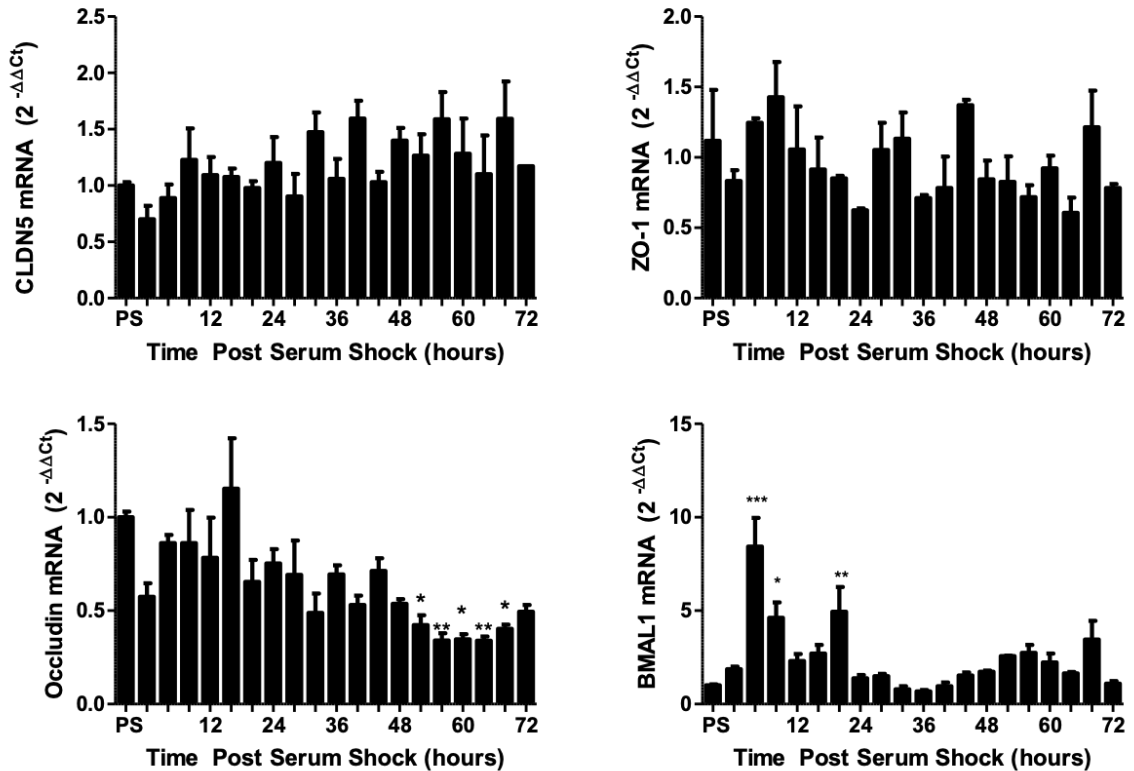 CLDN5 mRNA (2 -ΔΔCt)
2.5
2.0
1.5
1.0
0.5
0.0
PS 12 24 36 48 60 72
Time Post Serum Shock (hours)
ZO-1 mRNA (2 -ΔΔCt)
2.0
1.5
1.0
0.5
0.0
PS 12 24 36 48 60 72
Time Post Serum Shock (hours)
Occludin mRNA (2 -ΔΔCt)
1.5
1.0
0.5
0.0
* ** * ** *
PS 12 24 36 48 60 72
Time Post Serum Shock (hours)
BMAL1 mRNA (2 -ΔΔCt)
15
10
5
0
*** * **
PS 12 24 36 48 60 72
Time Post Serum Shock (hours)